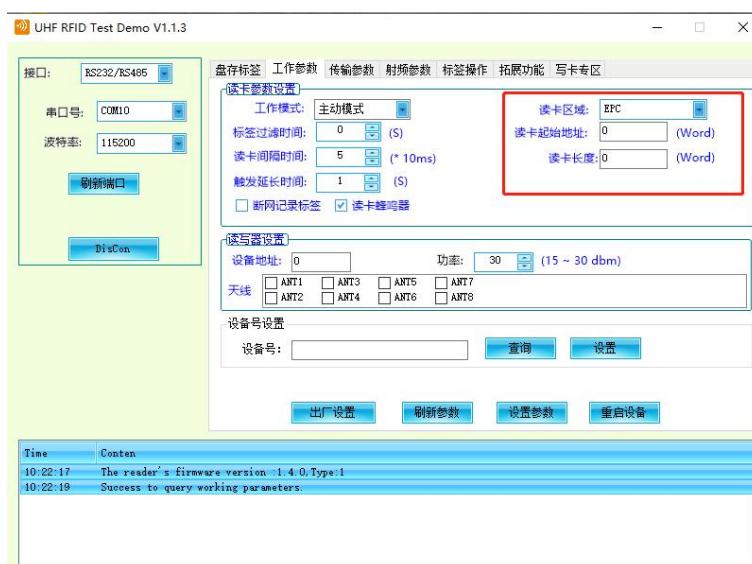 UHF RFID Test Demo V1.1.3
接口: RS232/RS485
串口号: COM10
波特率: 115200
刷新端口
DisCon
盘存标签 工作参数 传输参数 射频参数 标签操作 拓展功能 写卡专区
读卡参数设置
工作模式: 主动模式
标签过滤时间: 0 (S)
读卡间隔时间: 5 (* 10ms)
触发延长时间: 1 (S)
断网记录标签 读卡蜂鸣器
读卡区域: EPC
读卡起始地址: 0 (Word)
读卡长度: 0 (Word)
读写器设置
设备地址: 0 功率: 30 (15 ~ 30 dbm)
天线
ANT1 ANT3 ANT5 ANT7
ANT2 ANT4 ANT6 ANT8
设备号设置
设备号: 查询 设置
出厂设置 刷新参数 设置参数 重启设备
Time Conten
10:22:17 The reader's firmware version :1.4.0,Type:1
10:22:19 Success to query working parameters.